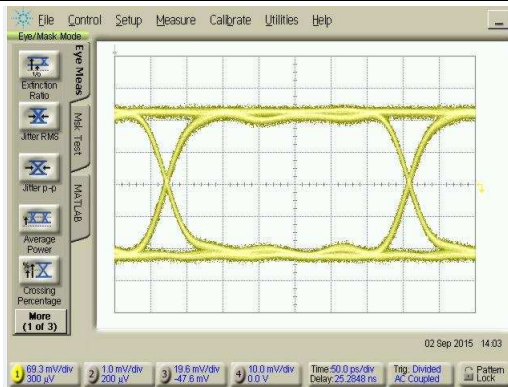 File Control Setup Measure Calibrate Utilities Help
Eye/Mask Mode
Eye Meas
Extinction
Ratio
Jitter RMS
Msk Test
Jitter p-p
MATLAB
Average
Power
Crossing
Percentage
More
(1 of 3)
02 Sep 2015 14:03
1 69.3 mV/div
300 µV
2 1.0 mV/div
200 µV
3 19.6 mV/div
-47.6 mV
4 10.0 mV/div
0.0 V
Time:50.0 ps/div
Delay:25.2848 ns
Trig: Divided
AC Coupled
Pattern
Lock